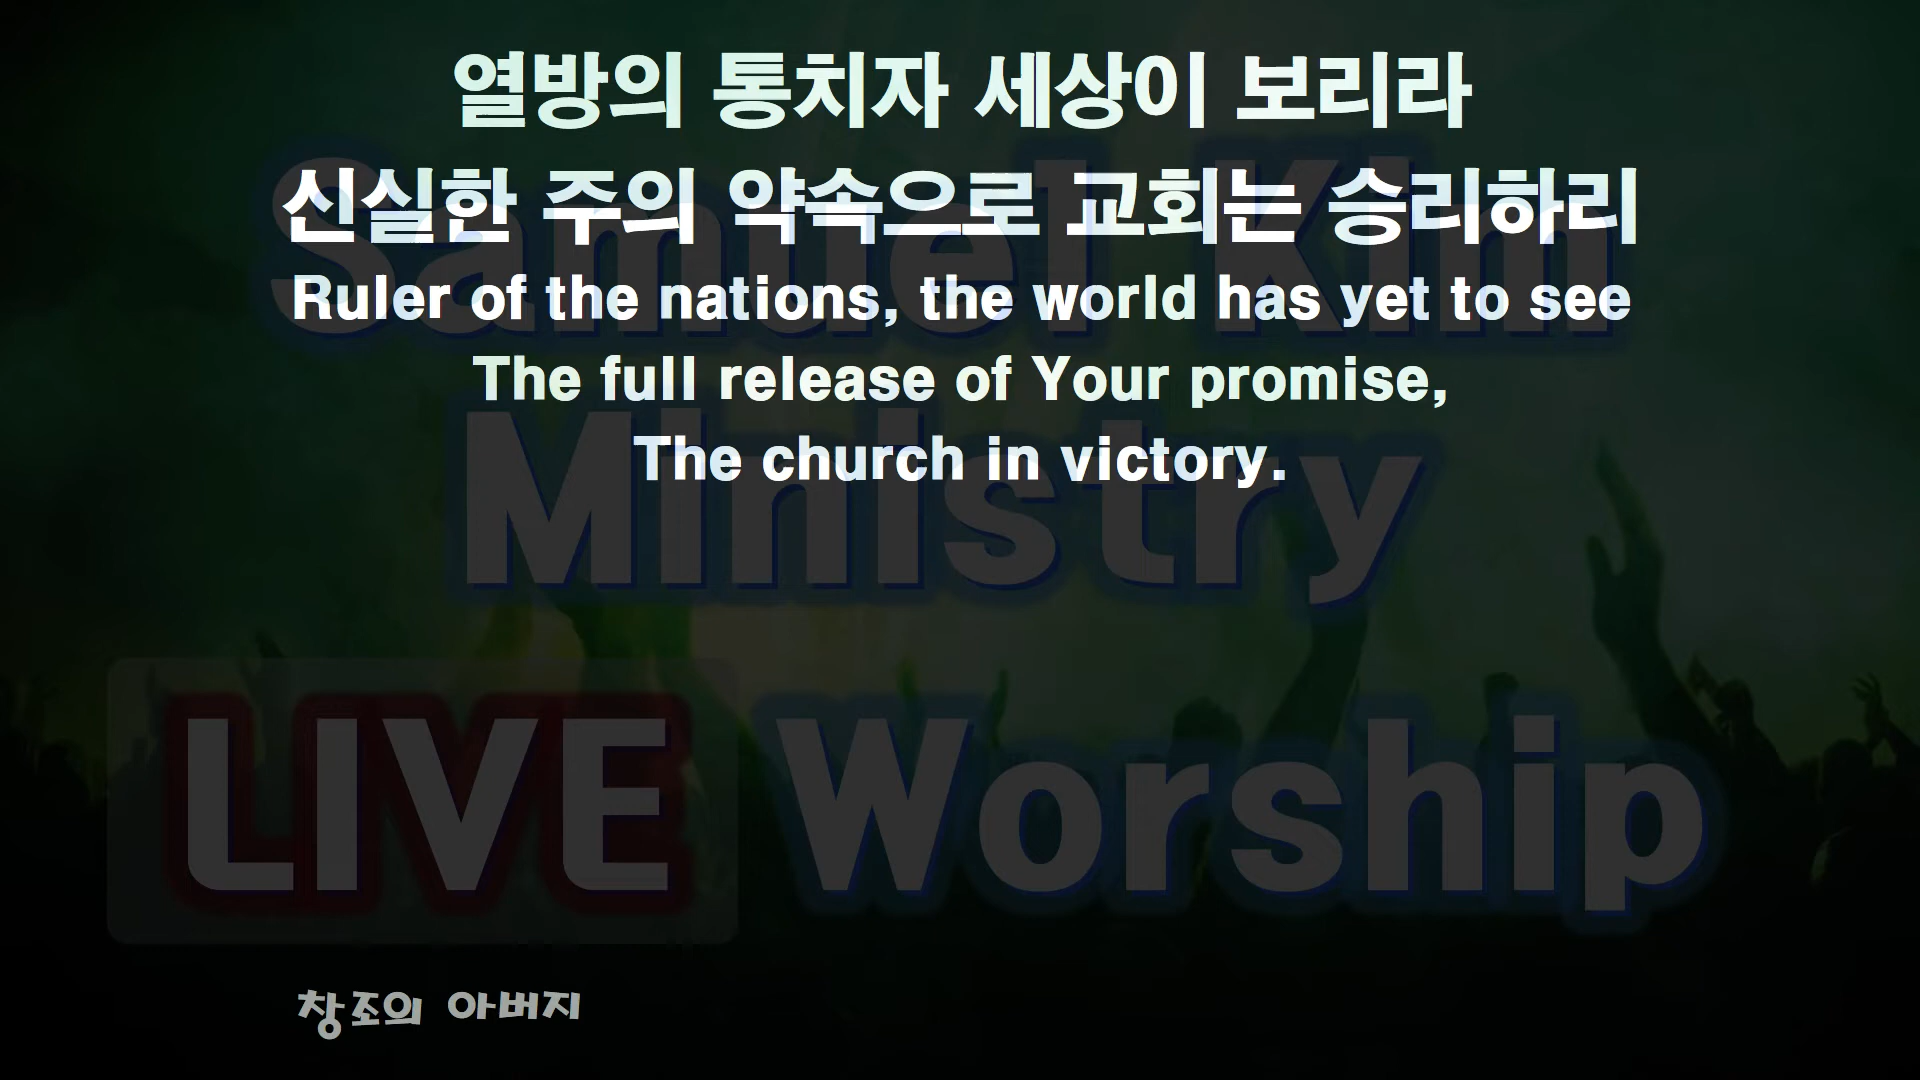 열방의 통치자 세상이 보리라
신실한 주의 약속으로 교회는 승리하리
Ruler of the nations, the world has yet to see
The full release of Your promise,
The church in victory.
Samuel Kim
Ministry
LIVE Worship
창조의 아버지